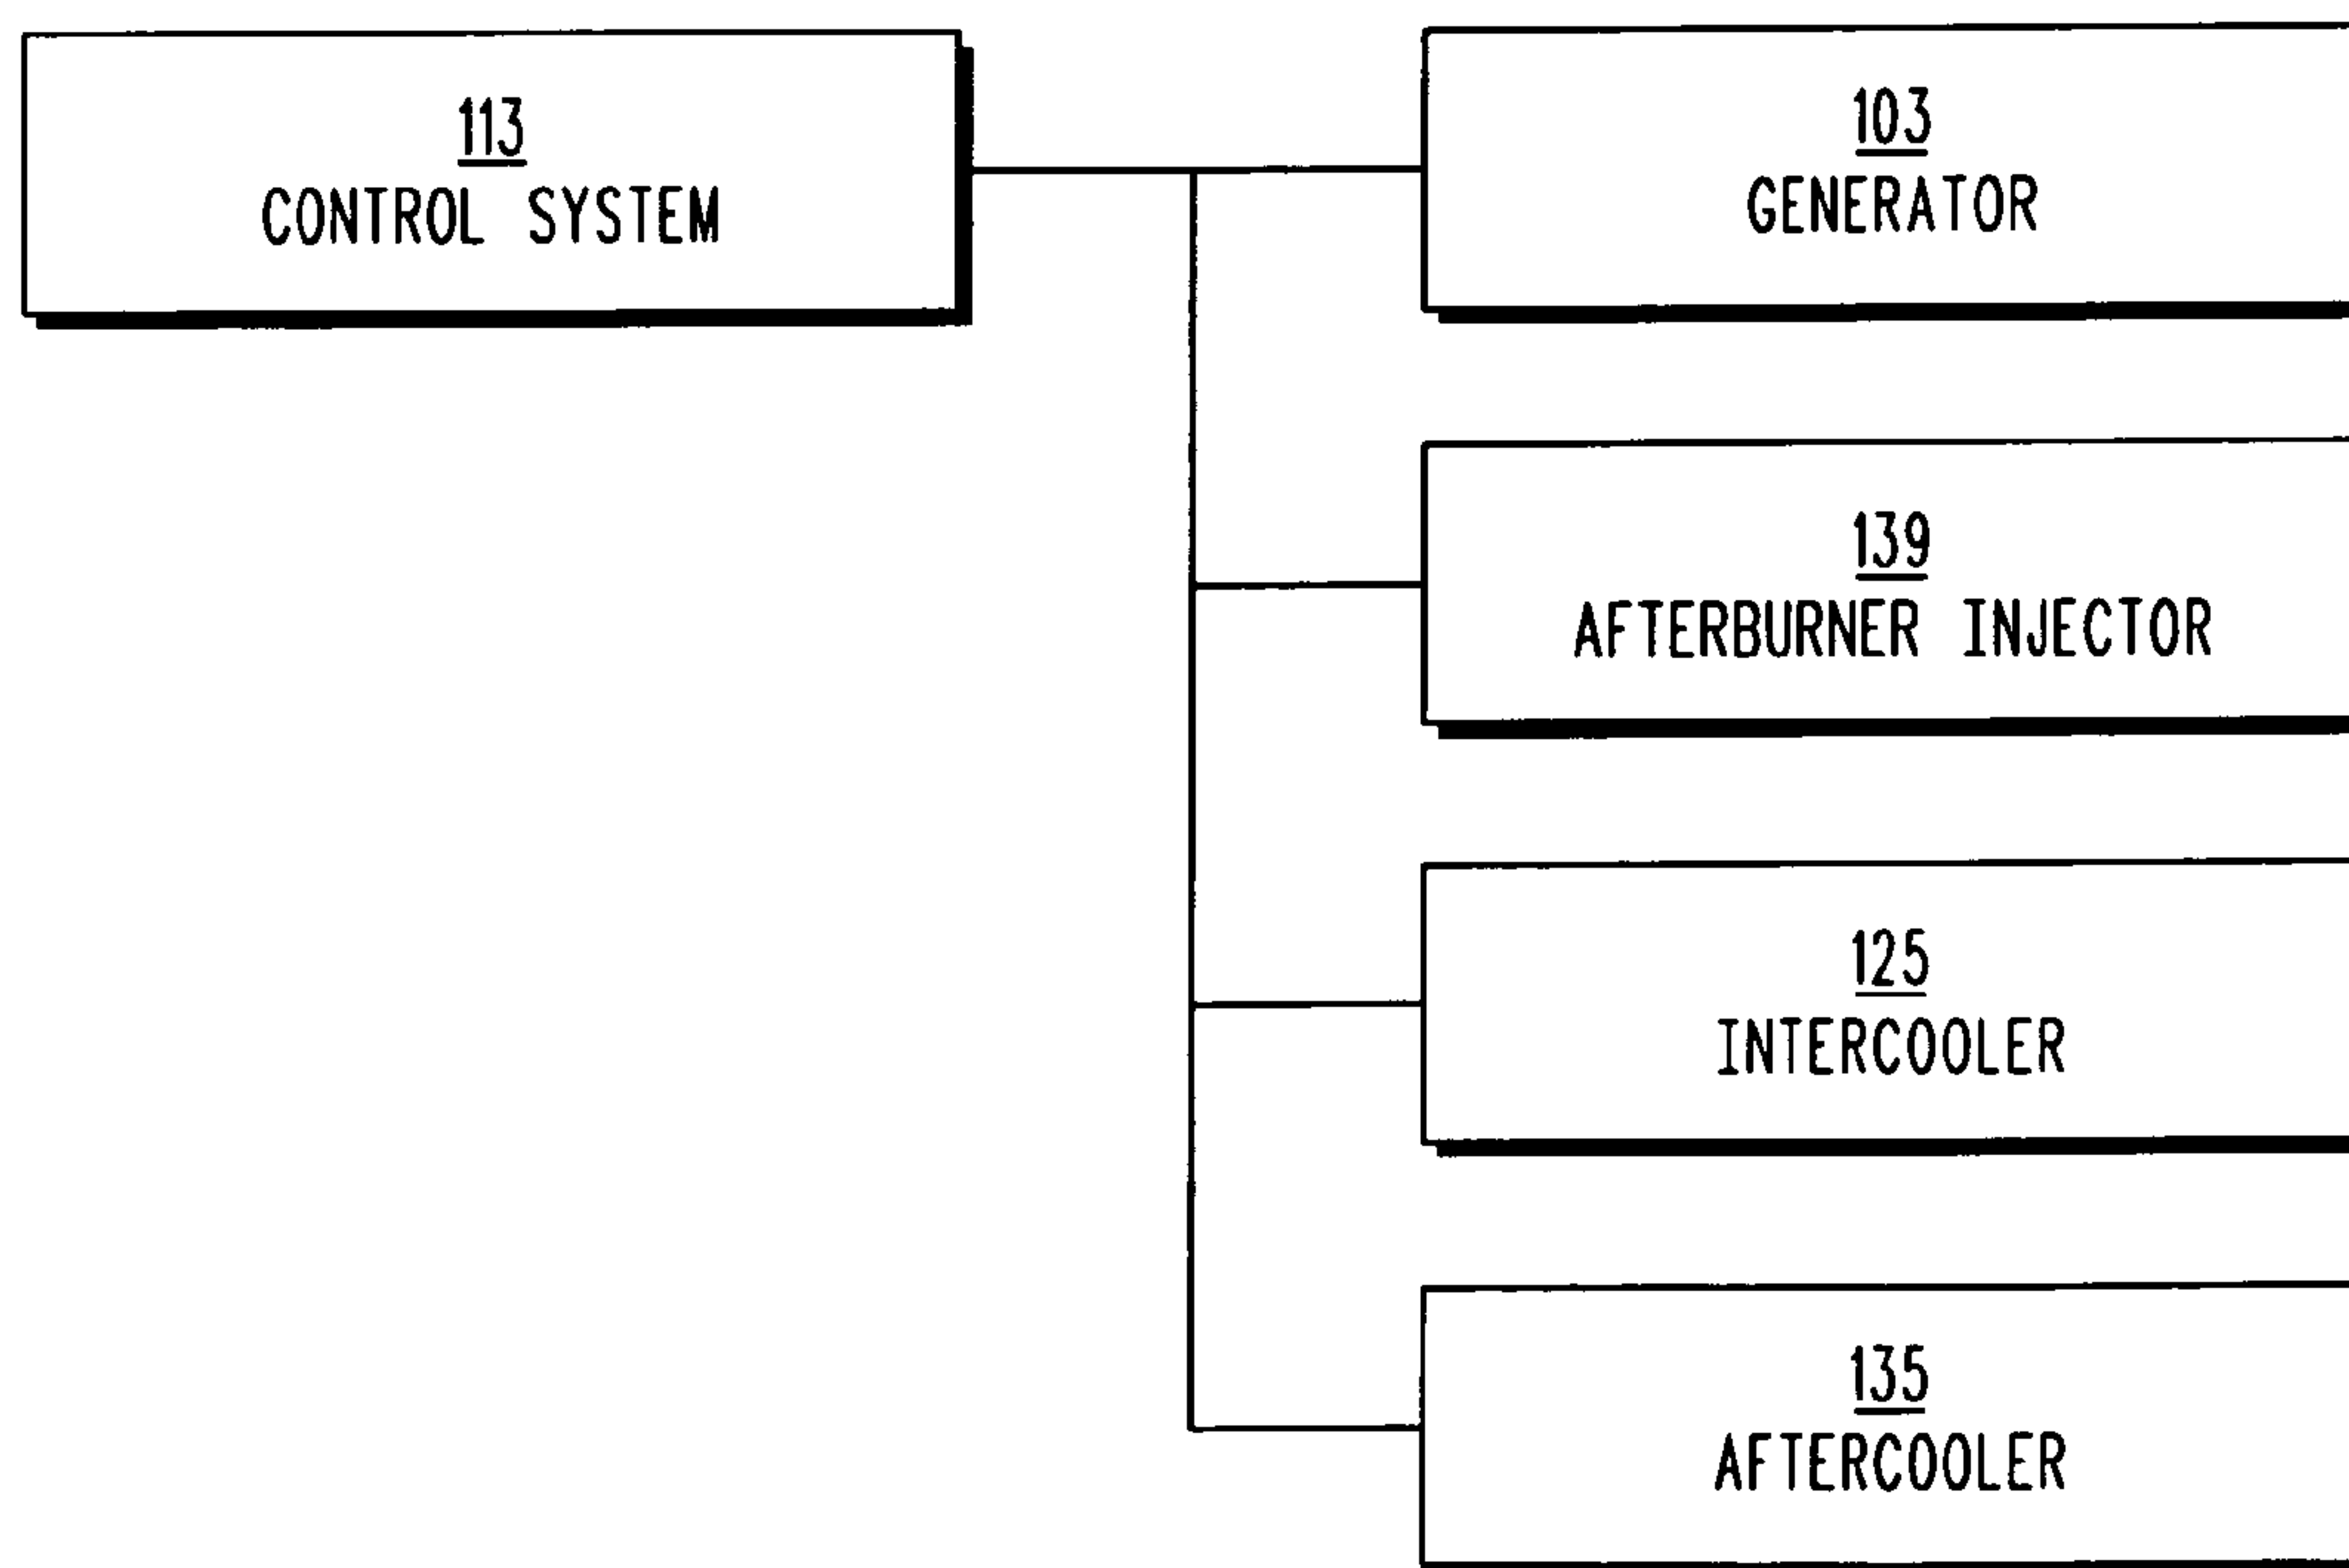 113
CONTROL SYSTEM
103
GENERATOR
139
AFTERBURNER INJECTOR
125
INTERCOOLER
135
AFTERCOOLER